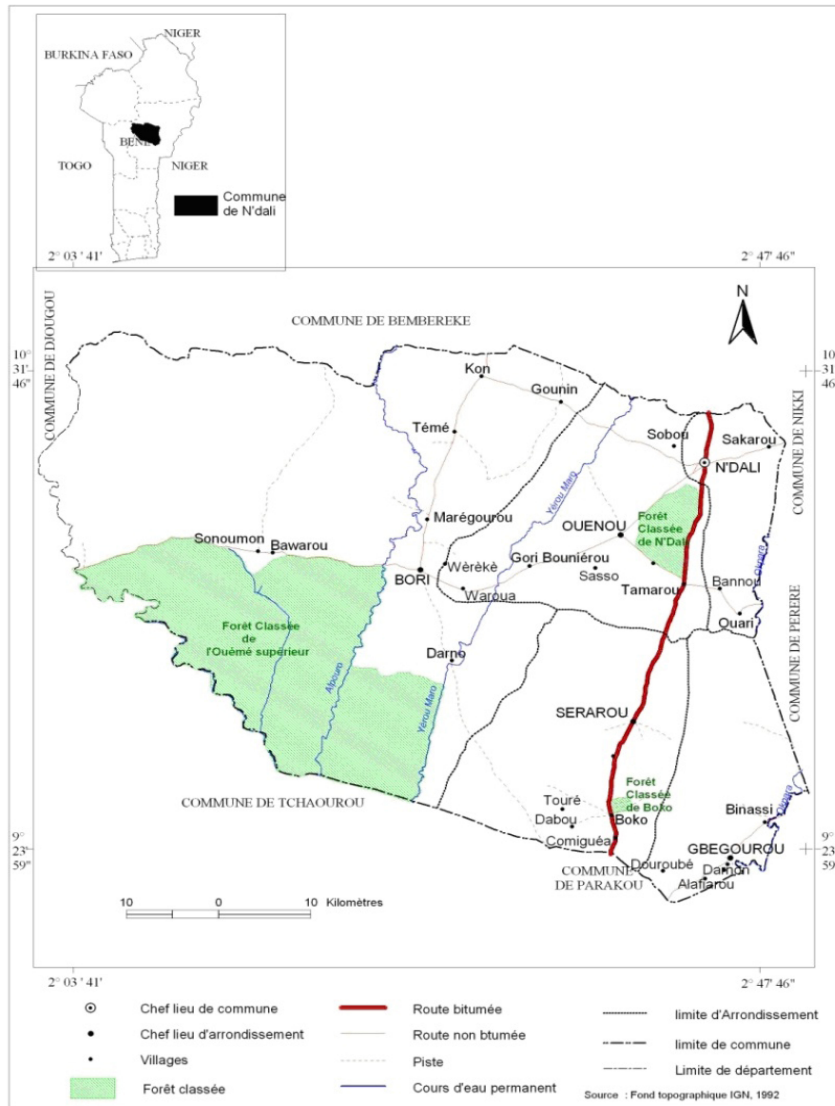 NIGER
BURKINA FASO
BENI
TOGO
NIGER
Commune
de N'dali
2° 03 ' 41"
2° 47' 46"
N
COMMUNE DE BEMBEREKE
COMMUNE DE DJOUGOU
COMMUNE DE NIKKI
COMMUNE DE PERERE
10°
31'
46"
10°
31'
46"
Kon
Gounin
Témé
Sobou
Sakarou
N'DALI
Yérou Maro
Marégourou
OUENOU
Forêt
Classée
de N'Dali
Sonoumon
Bawarou
BORI
Wèrèkè
Gori Bouniérou
Sasso
Waroua
Tamarou
Bannou
Ouari
Forêt Classée
de
l'Ouémé supérieur
Alpouro
Darno
Yérou Maro
SERAROU
COMMUNE DE TCHAOUROU
Touré
Dabou
Forêt
Classée
de Boko
Boko
Comiguéa
Binassi
GBEGOUROU
Damon
Douroubé
Alafiarou
COMMUNE
DE PARAKOU
9°
23'
59"
9°
23'
59"
10 0 10 Kilomètres
2° 03 ' 41"
2° 47' 46"
Chef lieu de commune
Chef lieu d'arrondissement
Villages
Forêt classée
Route bitumée
Route non btumée
Piste
Cours d'eau permanent
limite d'Arrondissement
limite de commune
Limite de département
Source : Fond topographique IGN, 1992